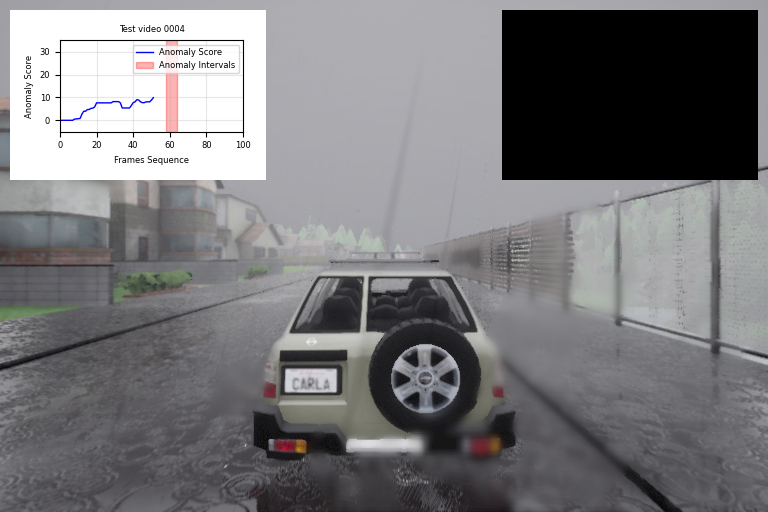 Test video 0004
Anomaly Score
Anomaly Intervals
30
20
10
0
Anomaly Score
0 20 40 60 80 100
Frames Sequence
CARLA